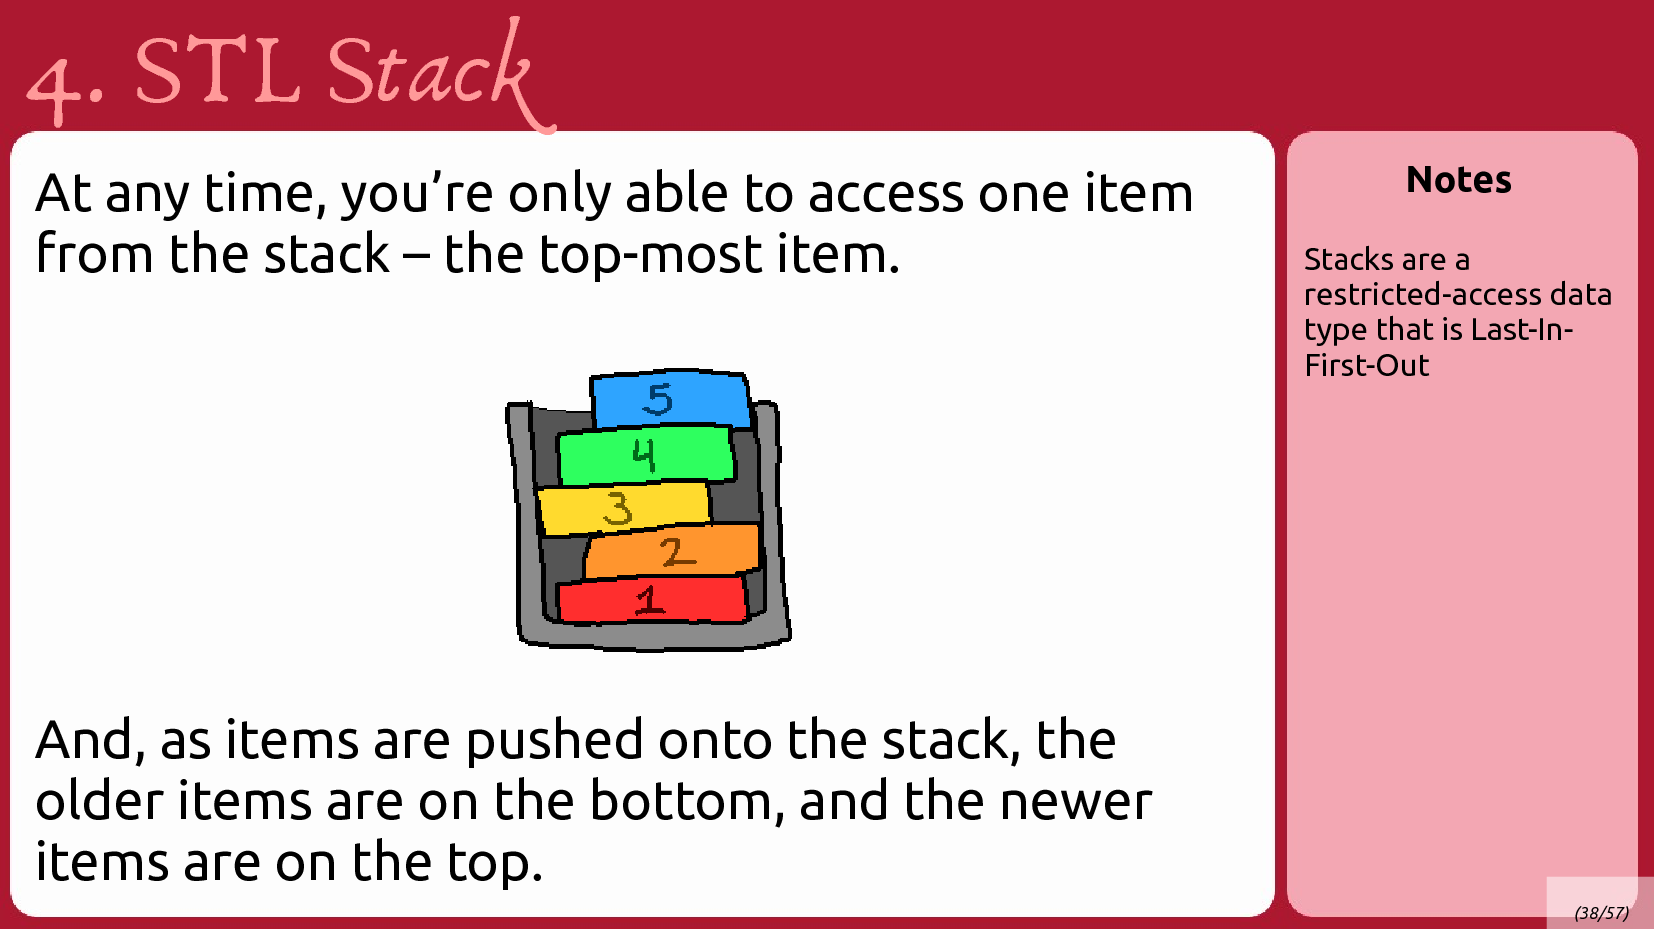 4. STL Stack
At any time, you’re only able to access one item
from the stack – the top-most item.
5
4
3
2
1
And, as items are pushed onto the stack, the
older items are on the bottom, and the newer
items are on the top.
Notes
Stacks are a
restricted-access data
type that is Last-In-
First-Out
(38/57)